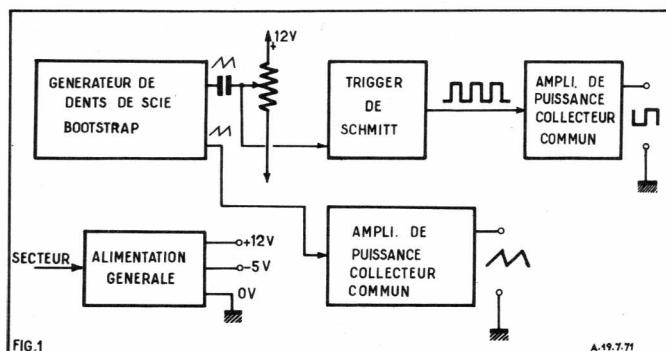 GENERATEUR DE
DENTS DE SCIE
BOOTSTRAP
+12V
TRIGGER
DE
SCHMITT
AMPLI. DE
PUISSANCE
COLLECTEUR
COMMUN
SECTEUR
ALIMENTATION
GENERALE
+12V
-5V
0V
AMPLI. DE
PUISSANCE
COLLECTEUR
COMMUN
FIG.1
A-19.7-71